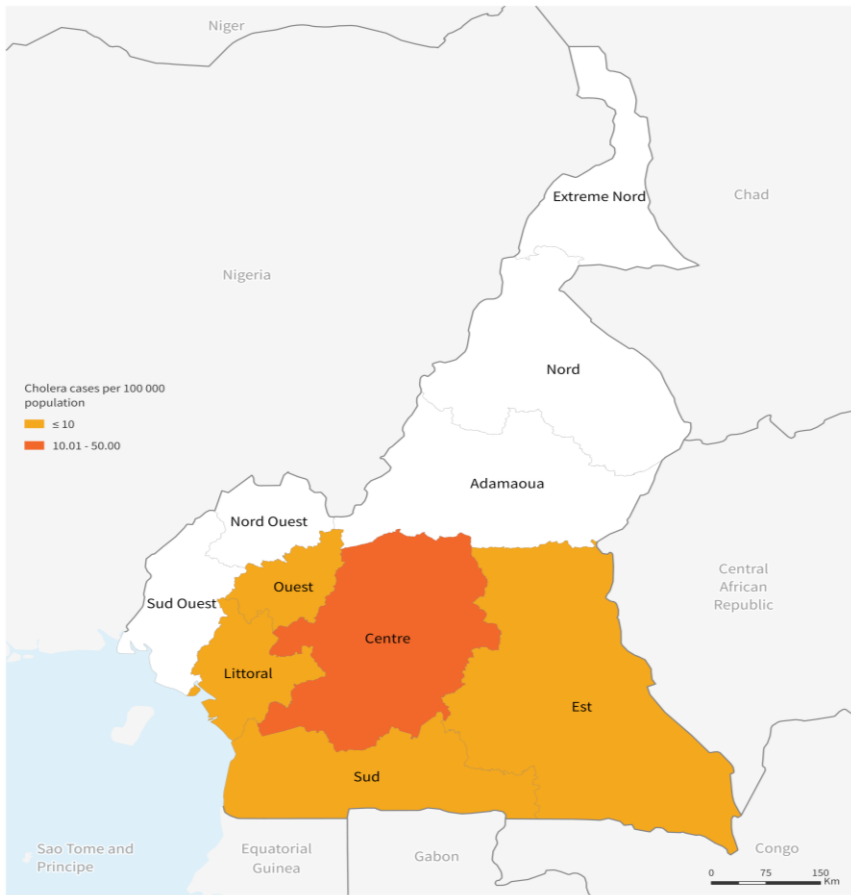 Niger
Extreme Nord
Chad
Nigeria
Nord
Cholera cases per 100 000
population
≤ 10
10.01 - 50.00
Adamaoua
Nord Ouest
Central
African
Republic
Ouest
Sud Ouest
Centre
Littoral
Est
Sud
Sao Tome and
Principe
Equatorial
Guinea
Gabon
Congo
0 75 150
Km